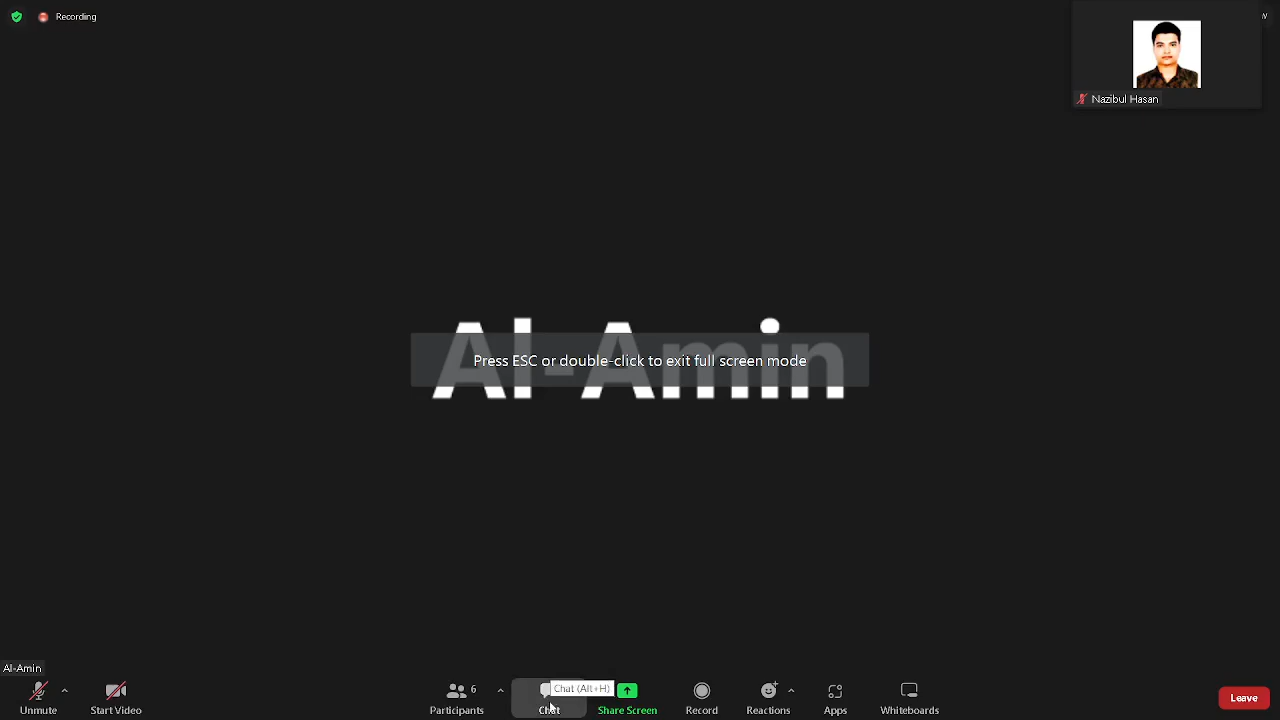 Recording
W
Nazibul Hasan
Al-Amin
Press ESC or double-click to exit full screen mode
Al-Amin
6
Chat (Alt+H)
Unmute
Start Video
Participants
Chat
Share Screen
Record
Reactions
Apps
Whiteboards
Leave